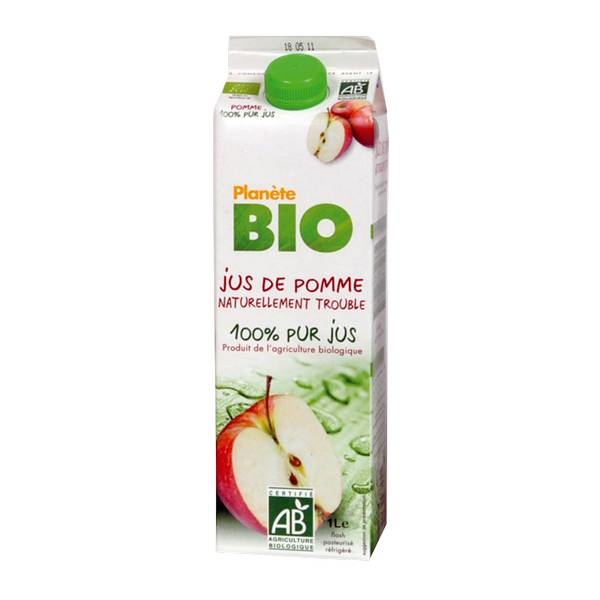 18 05 11
AB
POMME
100% PUR JUS
Planète
BIO
JUS DE POMME
NATURELLEMENT TROUBLE
100% PUR JUS
Produit de l'agriculture biologique
CERTIFIÉ
AB
AGRICULTURE
BIOLOGIQUE
1Le
flash
pasteurisé
réfrigéré